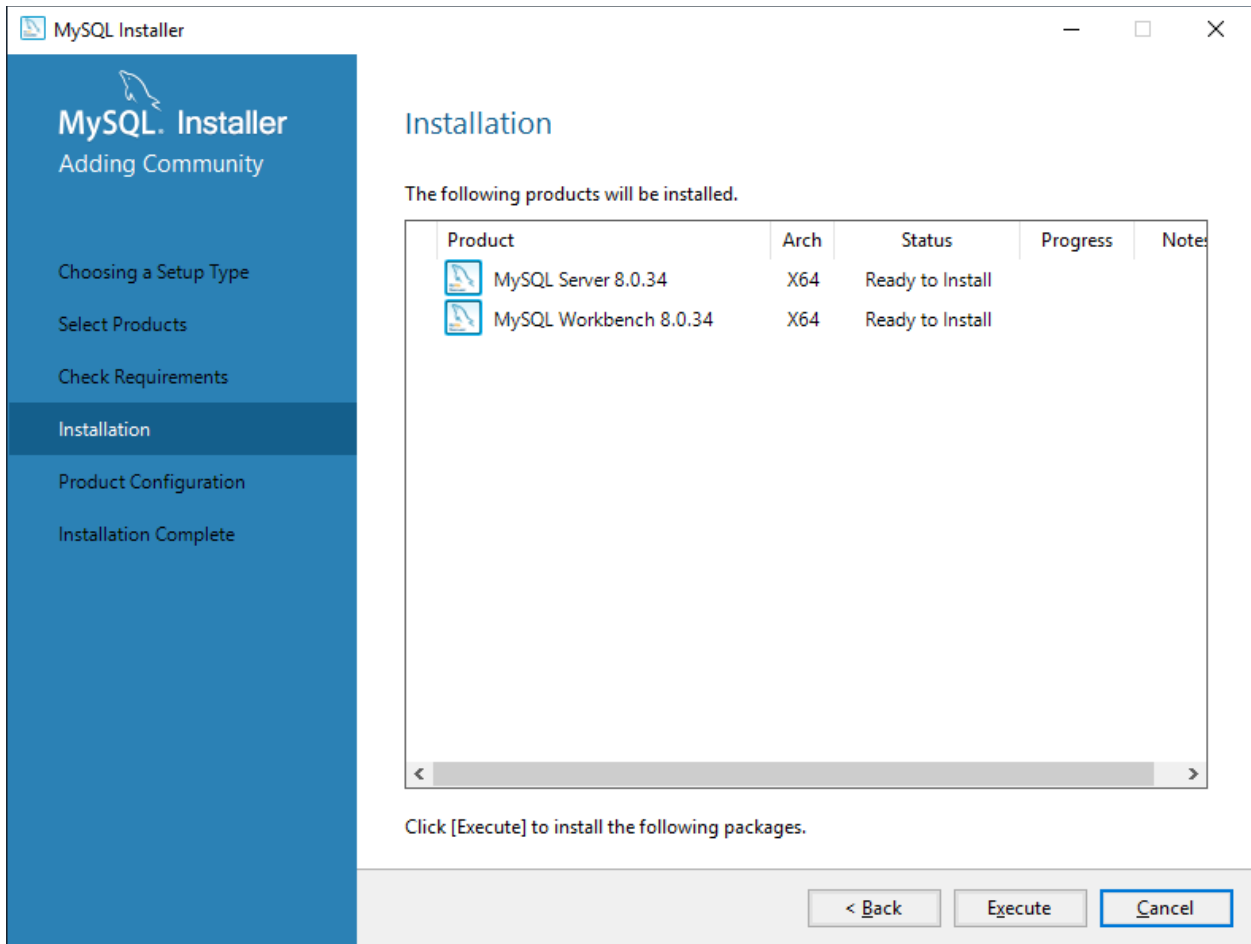 MySQL Installer
MySQL. Installer
Adding Community
Choosing a Setup Type
Select Products
Check Requirements
Installation
Product Configuration
Installation Complete
Installation
The following products will be installed.
Product Arch Status Progress Notes
MySQL Server 8.0.34 X64 Ready to Install
MySQL Workbench 8.0.34 X64 Ready to Install
Click [Execute] to install the following packages.
< Back Execute Cancel